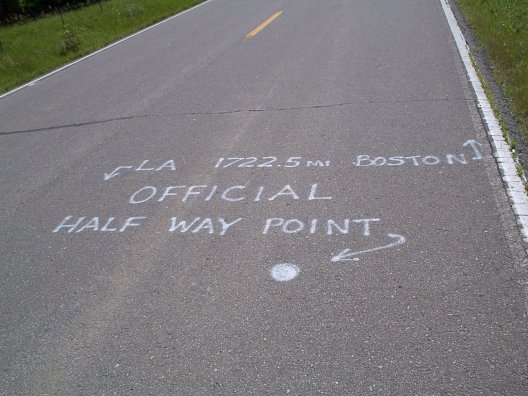 LA 1722.5 MI BOSTON
OFFICIAL
HALF WAY POINT